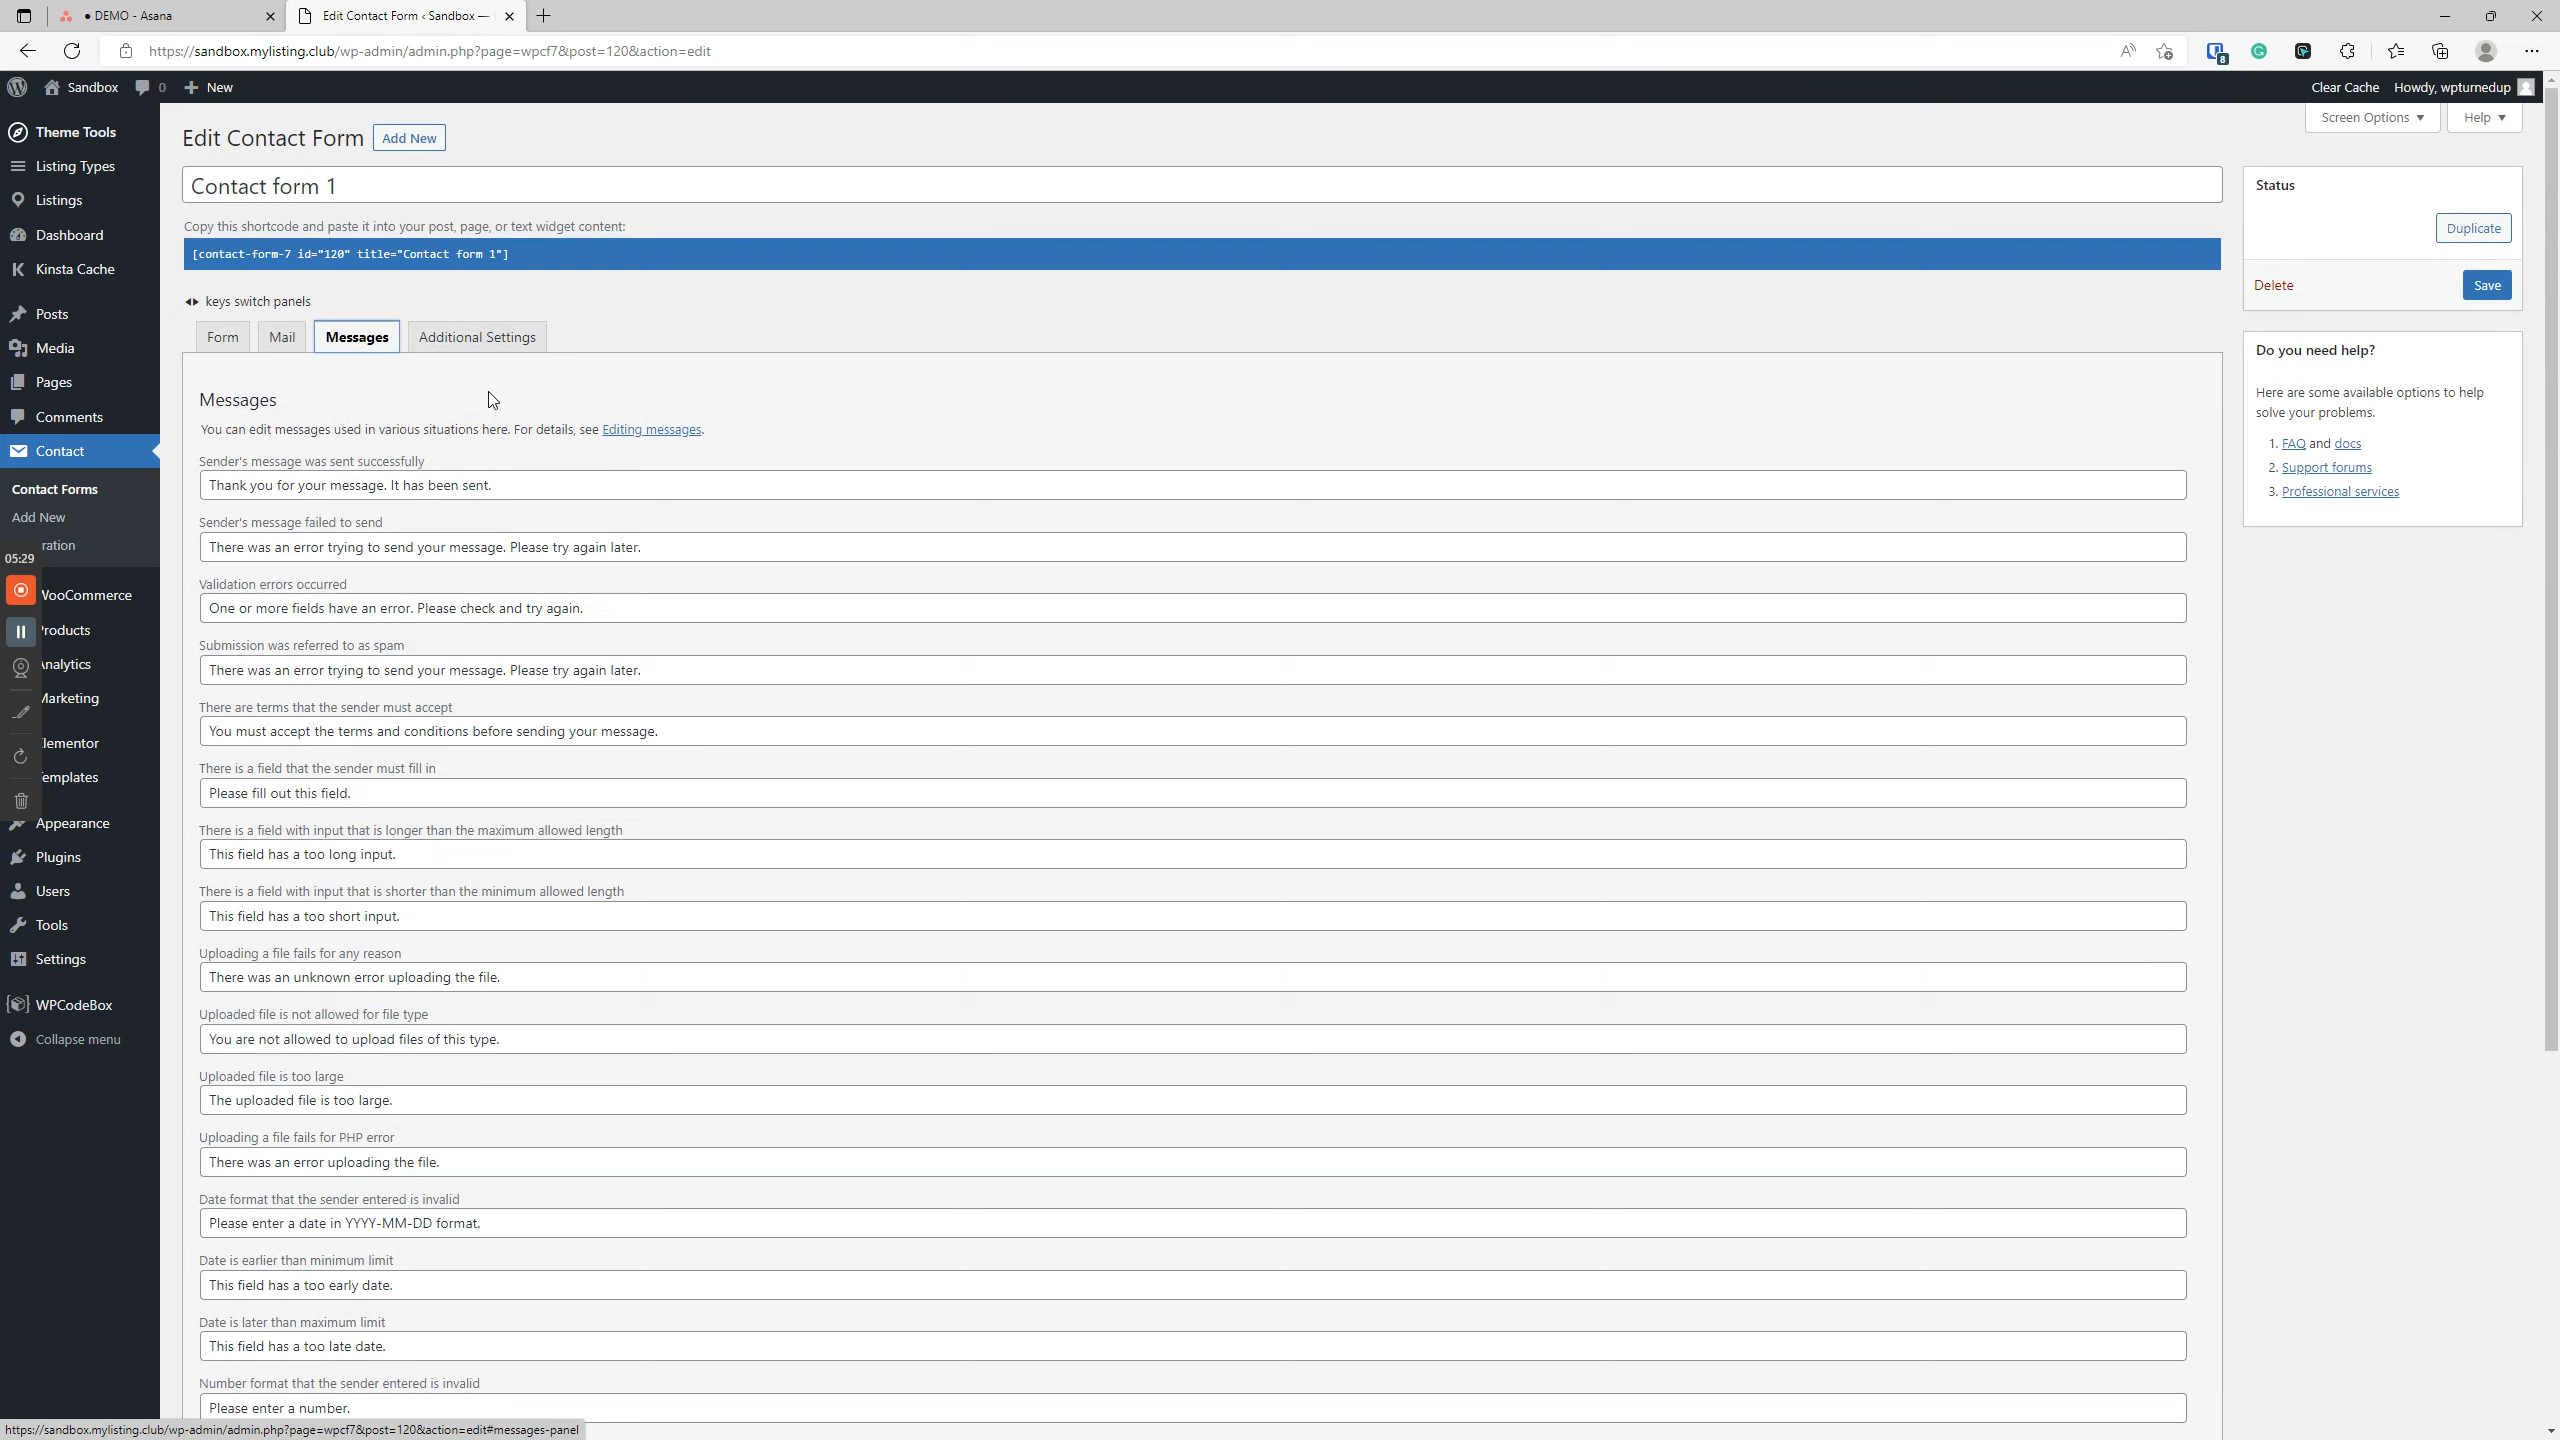 DEMO - Asana
Edit Contact Form ‹ Sandbox —
https://sandbox.mylisting.club/wp-admin/admin.php?page=wpcf7&post=120&action=edit
8
Sandbox
0
New
Clear Cache
Howdy, wpturnedup
Theme Tools
Listing Types
Listings
Dashboard
Kinsta Cache
Posts
Media
Pages
Comments
Contact
Contact Forms
Add New
ration
05:29
WooCommerce
Products
Analytics
Marketing
Elementor
Templates
Appearance
Plugins
Users
Tools
Settings
WPCodeBox
Collapse menu
Screen Options
Help
Edit Contact Form
Add New
Contact form 1
Copy this shortcode and paste it into your post, page, or text widget content:
[contact-form-7 id="120" title="Contact form 1"]
keys switch panels
Form
Mail
Messages
Additional Settings
Messages
You can edit messages used in various situations here. For details, see Editing messages.
Sender's message was sent successfully
Thank you for your message. It has been sent.
Sender's message failed to send
There was an error trying to send your message. Please try again later.
Validation errors occurred
One or more fields have an error. Please check and try again.
Submission was referred to as spam
There was an error trying to send your message. Please try again later.
There are terms that the sender must accept
You must accept the terms and conditions before sending your message.
There is a field that the sender must fill in
Please fill out this field.
There is a field with input that is longer than the maximum allowed length
This field has a too long input.
There is a field with input that is shorter than the minimum allowed length
This field has a too short input.
Uploading a file fails for any reason
There was an unknown error uploading the file.
Uploaded file is not allowed for file type
You are not allowed to upload files of this type.
Uploaded file is too large
The uploaded file is too large.
Uploading a file fails for PHP error
There was an error uploading the file.
Date format that the sender entered is invalid
Please enter a date in YYYY-MM-DD format.
Date is earlier than minimum limit
This field has a too early date.
Date is later than maximum limit
This field has a too late date.
Number format that the sender entered is invalid
Please enter a number.
Status
Duplicate
Delete
Save
Do you need help?
Here are some available options to help
solve your problems.
1. FAQ and docs
2. Support forums
3. Professional services
https://sandbox.mylisting.club/wp-admin/admin.php?page=wpcf7&post=120&action=edit#messages-panel